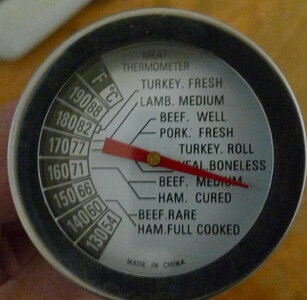 MEAT
THERMOMETER
F °C
190 88
180 82
170 77
160 71
150 66
140 60
130 54
TURKEY. FRESH
LAMB. MEDIUM
BEEF. WELL
PORK. FRESH
TURKEY. ROLL
VEAL,BONELESS
BEEF. MEDIUM
HAM. CURED
BEEF.RARE
HAM.FULL COOKED
MADE IN CHINA